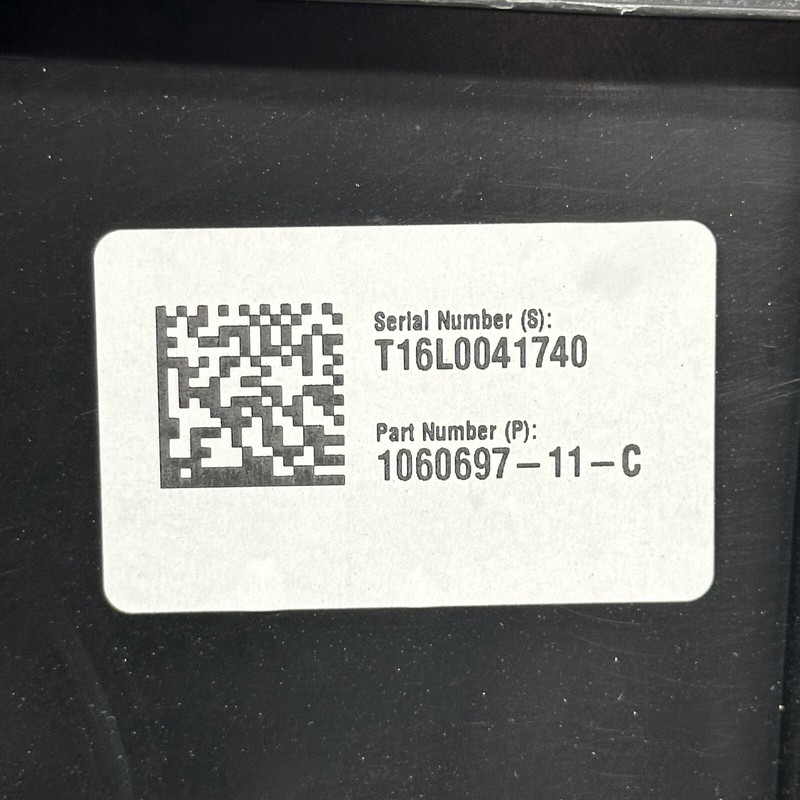 Serial Number (S):
T16L0041740
Part Number (P):
1060697-11-C